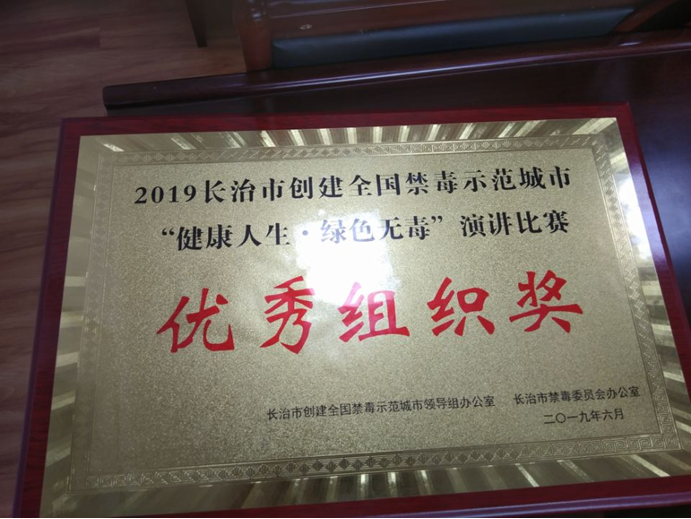 2019长治市创建全国禁毒示范城市
“健康人生·绿色无毒”演讲比赛
优秀组织奖
长治市创建全国禁毒示范城市领导组办公室 长治市禁毒委员会办公室
二〇一九年六月